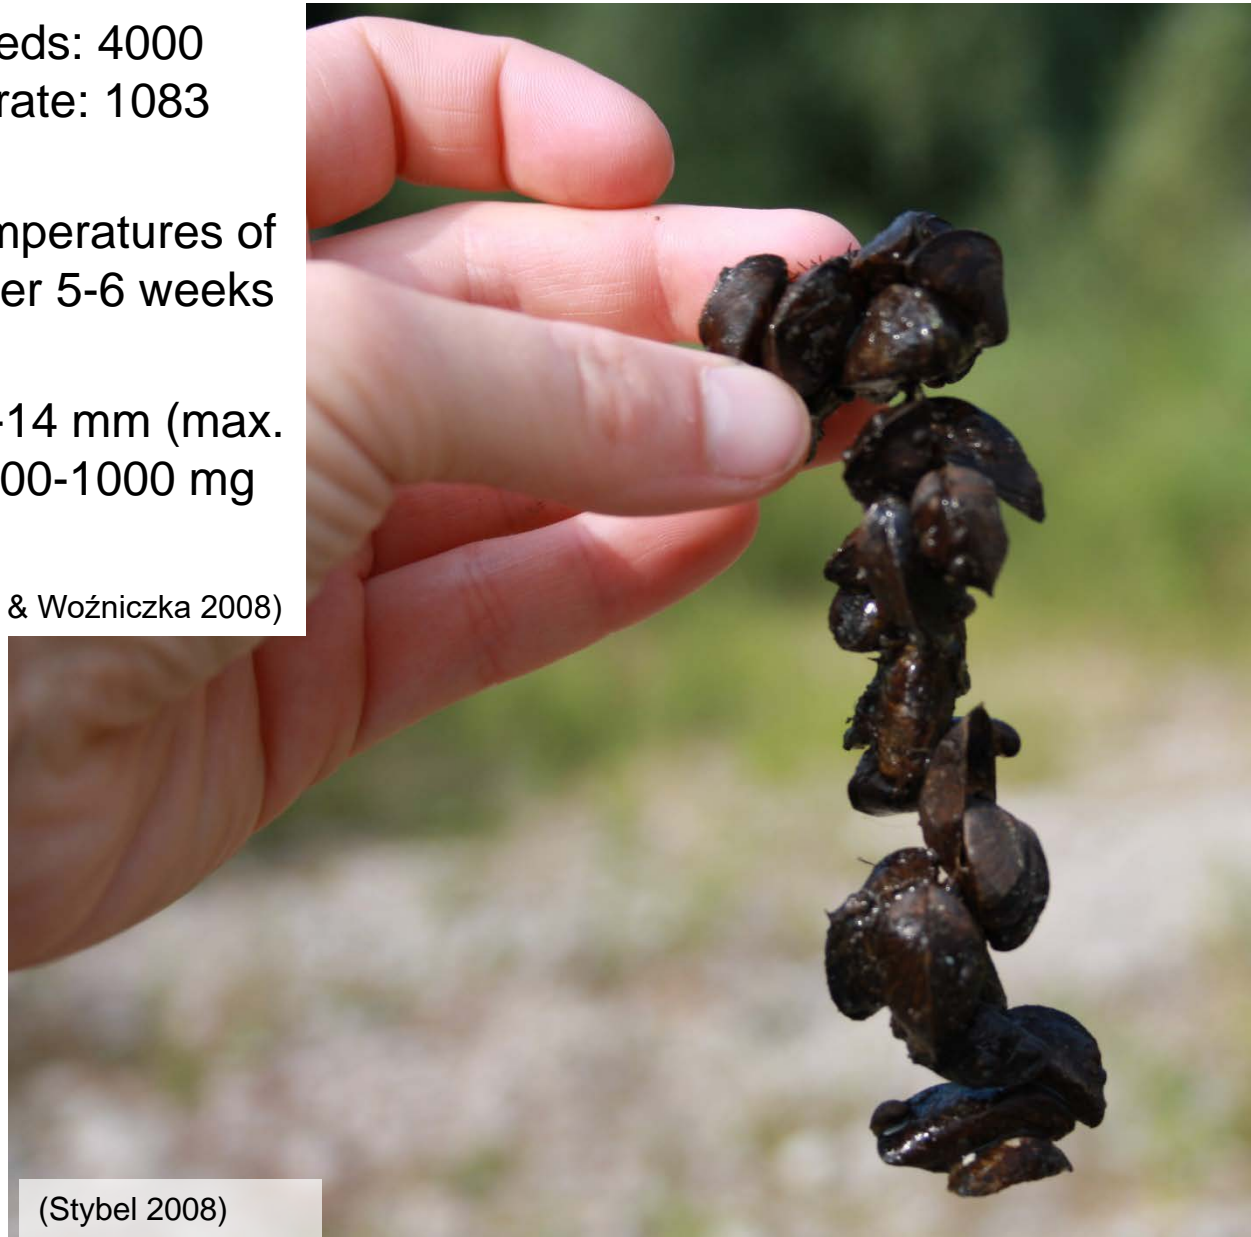 eds: 4000
rate: 1083
mperatures of
er 5-6 weeks
-14 mm (max.
00-1000 mg
& Woźniczka 2008)
(Stybel 2008)